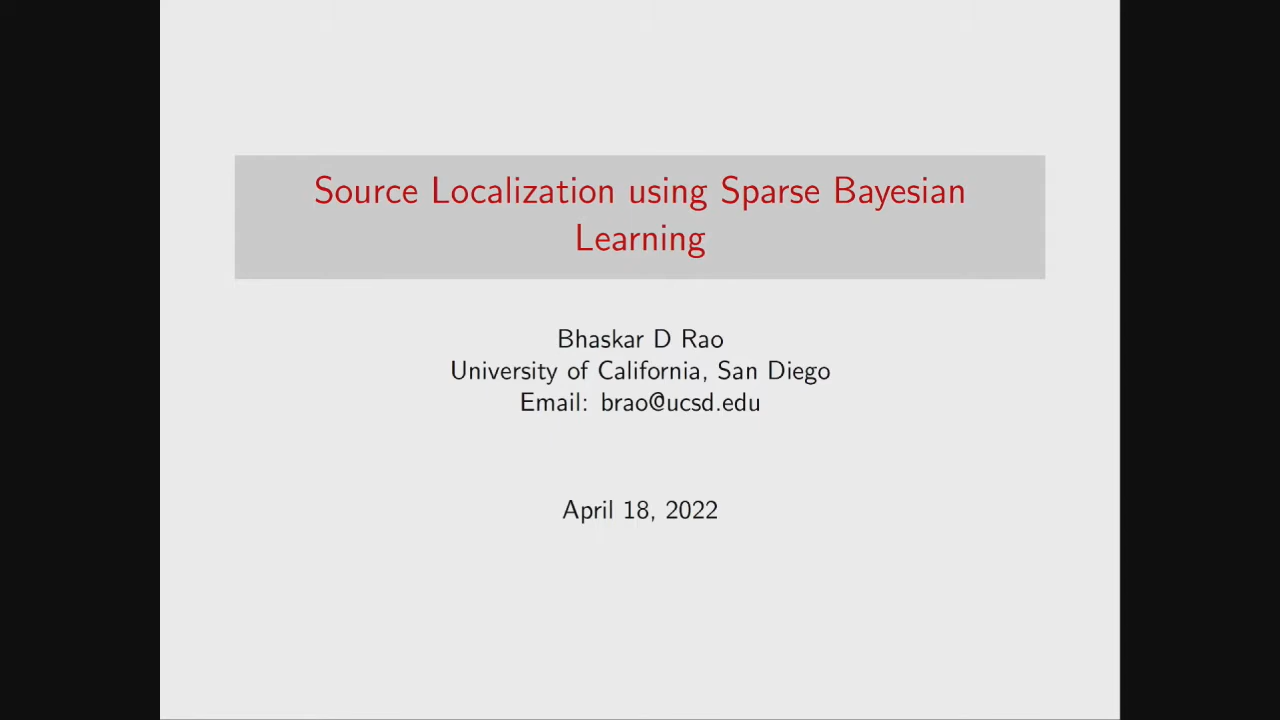 Source Localization using Sparse Bayesian
Learning
Bhaskar D Rao
University of California, San Diego
Email: brao@ucsd.edu
April 18, 2022